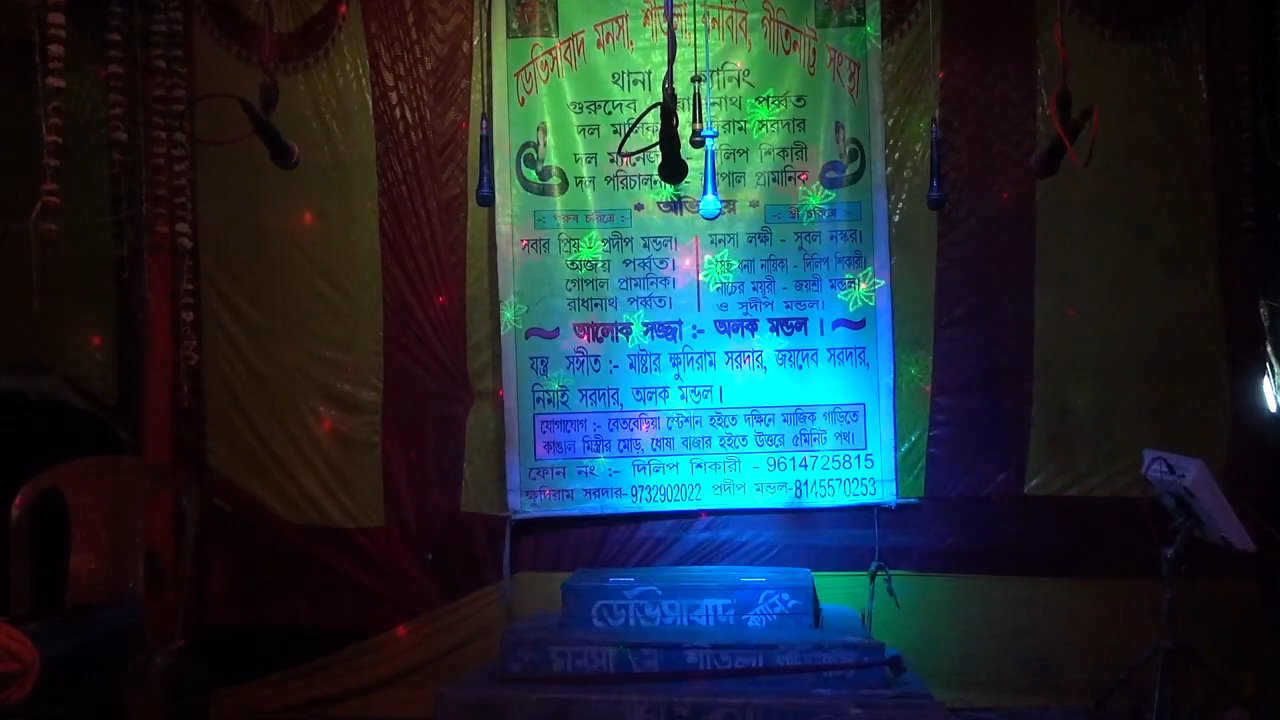 ডেভিসাবাদ মনসা, শীতলা, বনবিবি, গীতিনাট্ট সংস্থা
থানা ক্যানিং
গুরুদেব পর্ব্বত
দল মালিক সরদার
দল দিলিপ শিকারী
দল পরিচালনা গোপাল প্রামানিক
* অভিনয়ে *
-: পুরুষ চরিত্রে :-
-: স্ত্রী চরিত্রে :-
সবার প্রিয় - প্রদীপ মন্ডল।
অজয় পর্ব্বত।
গোপাল প্রামানিক।
রাধানাথ পর্ব্বত।
মনসা লক্ষী - সুবল নস্কর।
বন্যা নায়িকা - দিলিপ শিকারী
নাচের ময়ূরী - জয়শ্রী মন্ডল
ও সুদীপ মন্ডল।
আলোক সজ্জা :- অলক মন্ডল।
যন্ত্র সঙ্গীত :- মাষ্টার ক্ষুদিরাম সরদার, জয়দেব সরদার,
নিমাই সরদার, অলক মন্ডল।
যোগাযোগ :- বেতবেড়িয়া স্টেশান হইতে দক্ষিনে ম্যাজিক গাড়িতে
কাঙাল মিস্ত্রীর মোড়, ধোষা বাজার হইতে উত্তরে ৫মিনিট পথ।
ফোন নং :- দিলিপ শিকারী - 9614725815
ক্ষুদিরাম সরদার-9732902022 প্রদীপ মন্ডল-8145570253
ডেভিসাবাদ ক্যানিং
মনসা ও শীতলা